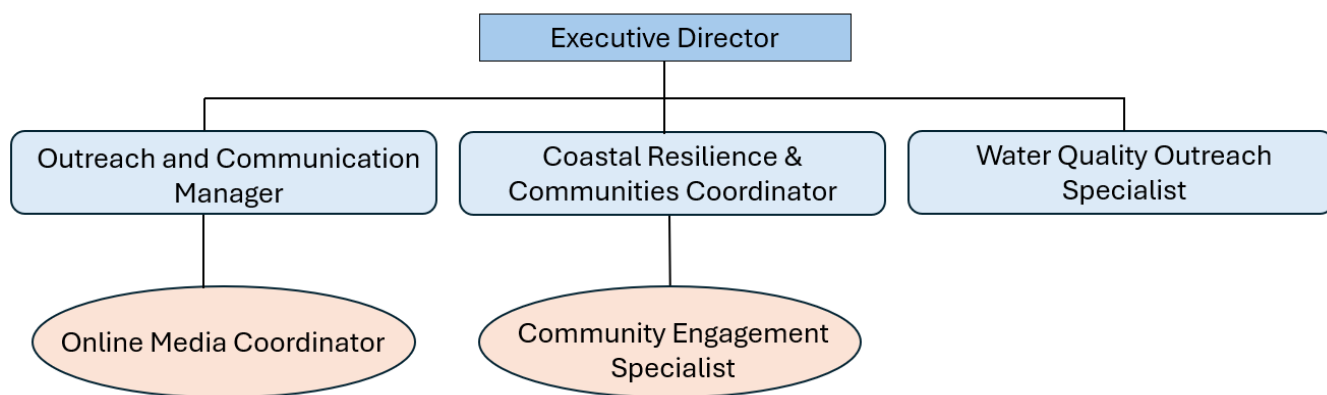 Executive Director
Outreach and Communication
Manager
Coastal Resilience &
Communities Coordinator
Water Quality Outreach
Specialist
Online Media Coordinator
Community Engagement
Specialist